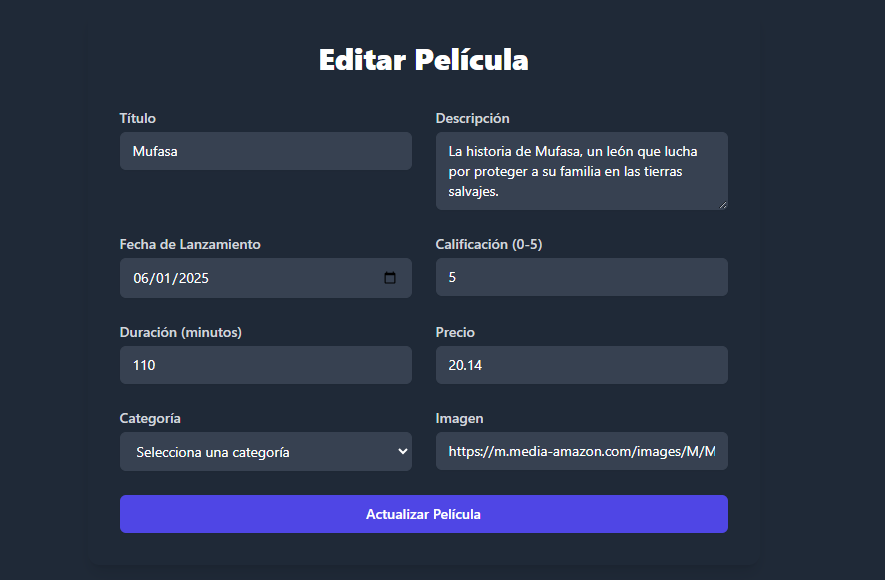 Editar Película
Título
Mufasa
Descripción
La historia de Mufasa, un león que lucha
por proteger a su familia en las tierras
salvajes.
Fecha de Lanzamiento
06/01/2025
Calificación (0-5)
5
Duración (minutos)
110
Precio
20.14
Categoría
Selecciona una categoría
Imagen
https://m.media-amazon.com/images/M/M
Actualizar Película